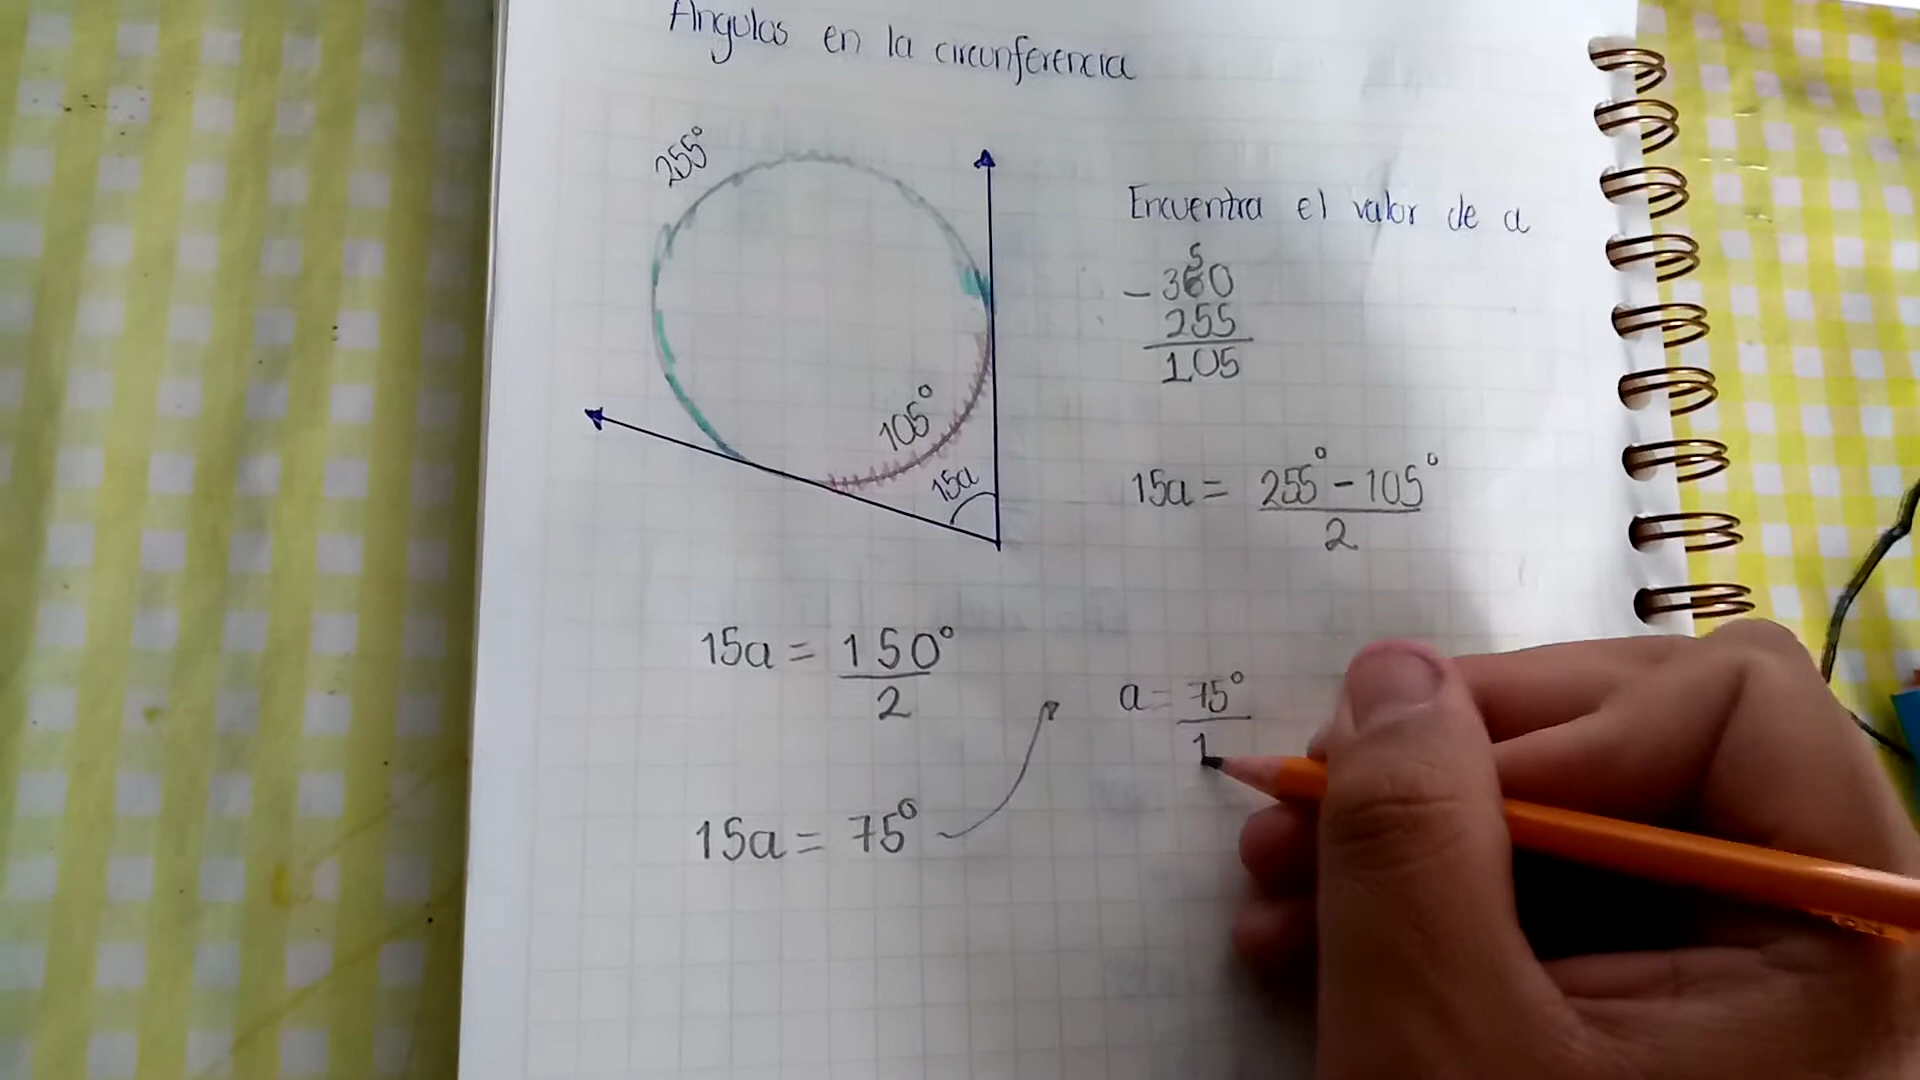 Angulos en la circunferencia
255°
105°
15a
Encuentra el valor de a
5
- 360
255
105
15a = 255° - 105°
2
15a = 150°
2
15a = 75°
a = 75°
1